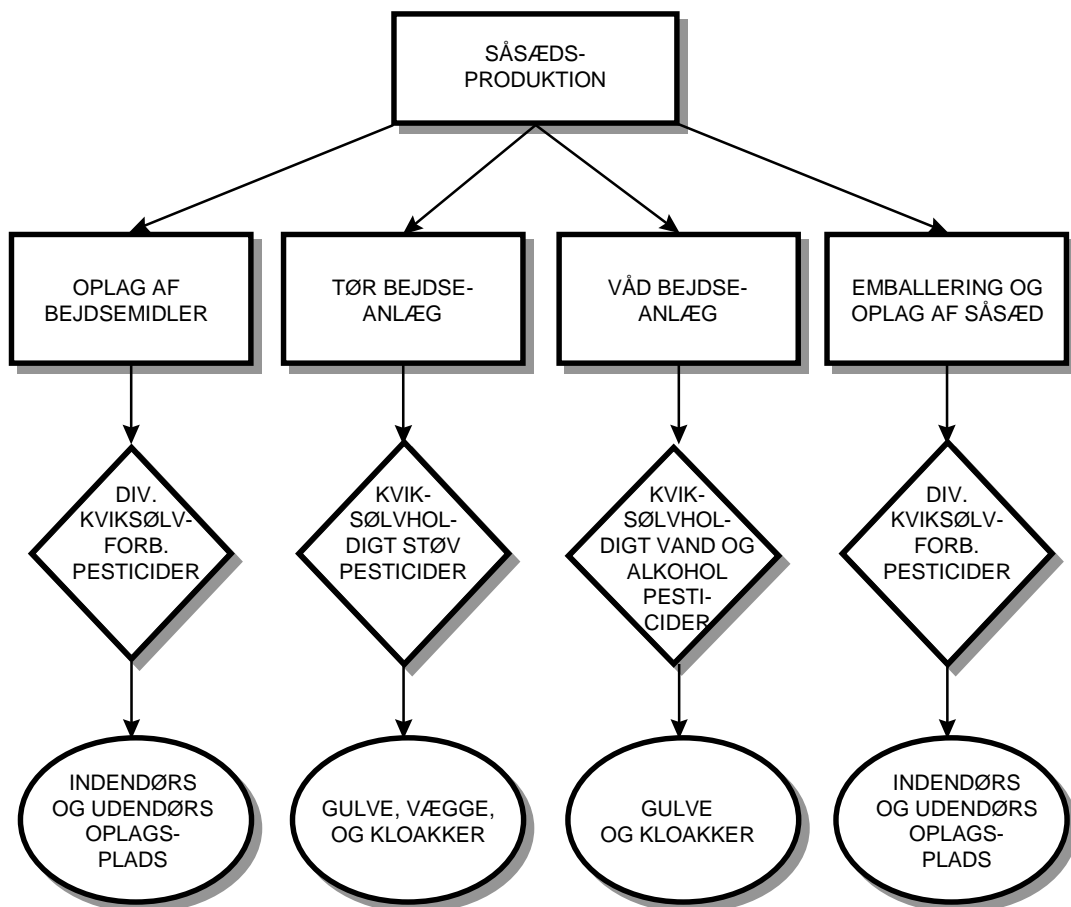 SÅSÆDS-
PRODUKTION
OPLAG AF
BEJDSEMIDLER
TØR BEJDSE-
ANLÆG
VÅD BEJDSE-
ANLÆG
EMBALLERING OG
OPLAG AF SÅSÆD
DIV.
KVIKSØLV-
FORB.
PESTICIDER
KVIK-
SØLVHOL-
DIGT STØV
PESTICIDER
KVIK-
SØLVHOL-
DIGT VAND OG
ALKOHOL
PESTI-
CIDER
DIV.
KVIKSØLV-
FORB.
PESTICIDER
INDENDØRS
OG UDENDØRS
OPLAGS-
PLADS
GULVE, VÆGGE,
OG KLOAKKER
GULVE
OG KLOAKKER
INDENDØRS
OG UDENDØRS
OPLAGS-
PLADS